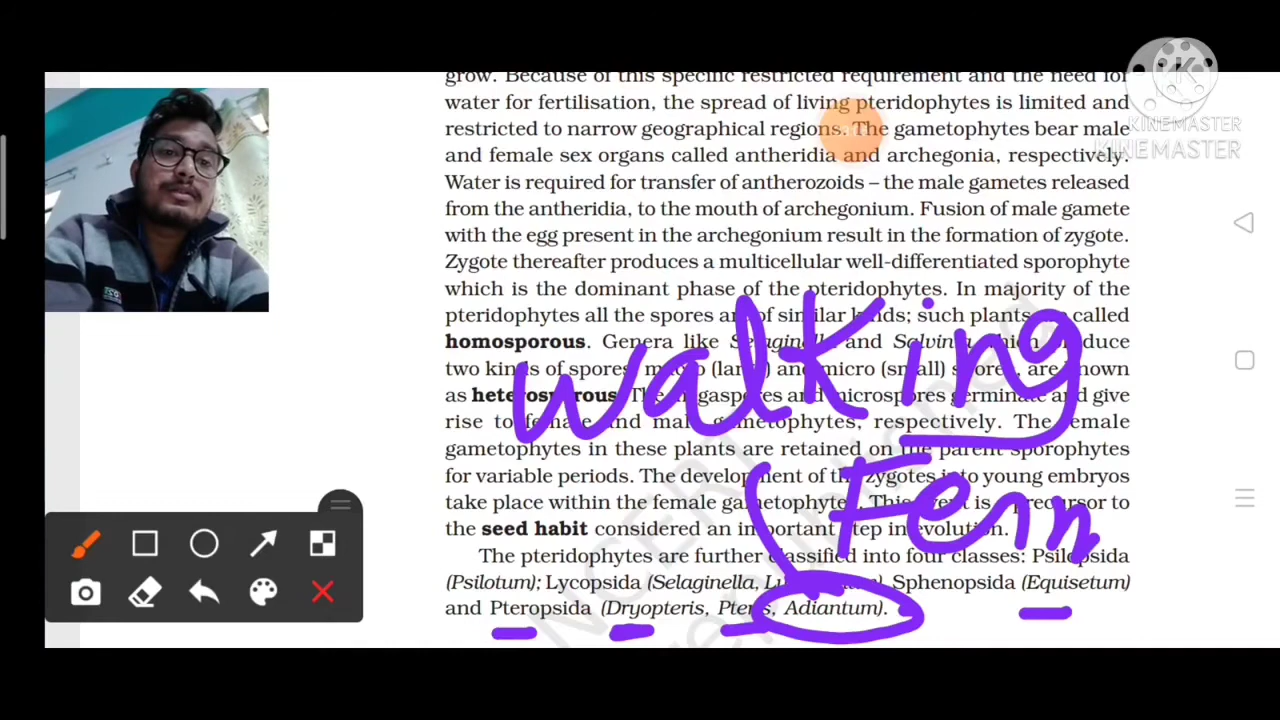 grow. Because of this specific restricted requirement and the need for
water for fertilisation, the spread of living pteridophytes is limited and
restricted to narrow geographical regions. The gametophytes bear male
and female sex organs called antheridia and archegonia, respectively.
Water is required for transfer of antherozoids – the male gametes released
from the antheridia, to the mouth of archegonium. Fusion of male gamete
with the egg present in the archegonium result in the formation of zygote.
Zygote thereafter produces a multicellular well-differentiated sporophyte
which is the dominant phase of the pteridophytes. In majority of the
pteridophytes all the spores are of similar kinds; such plants are called
homosporous. Genera like Selaginella and Salvinia which produce
two kinds of spores, macro (large) and micro (small) spores, are known
as heterosporous. The megaspores and microspores germinate and give
rise to female and male gametophytes, respectively. The female
gametophytes in these plants are retained on the parent sporophytes
for variable periods. The development of the zygotes into young embryos
take place within the female gametophytes. This event is a precursor to
the seed habit considered an important step in evolution.
The pteridophytes are further classified into four classes: Psilopsida
(Psilotum); Lycopsida (Selaginella, Sphenopsida (Equisetum)
and Pteropsida (Dryopteris, Pteris, Adiantum).
walking
Fern
KINEMASTER
KINEMASTER
NCERT